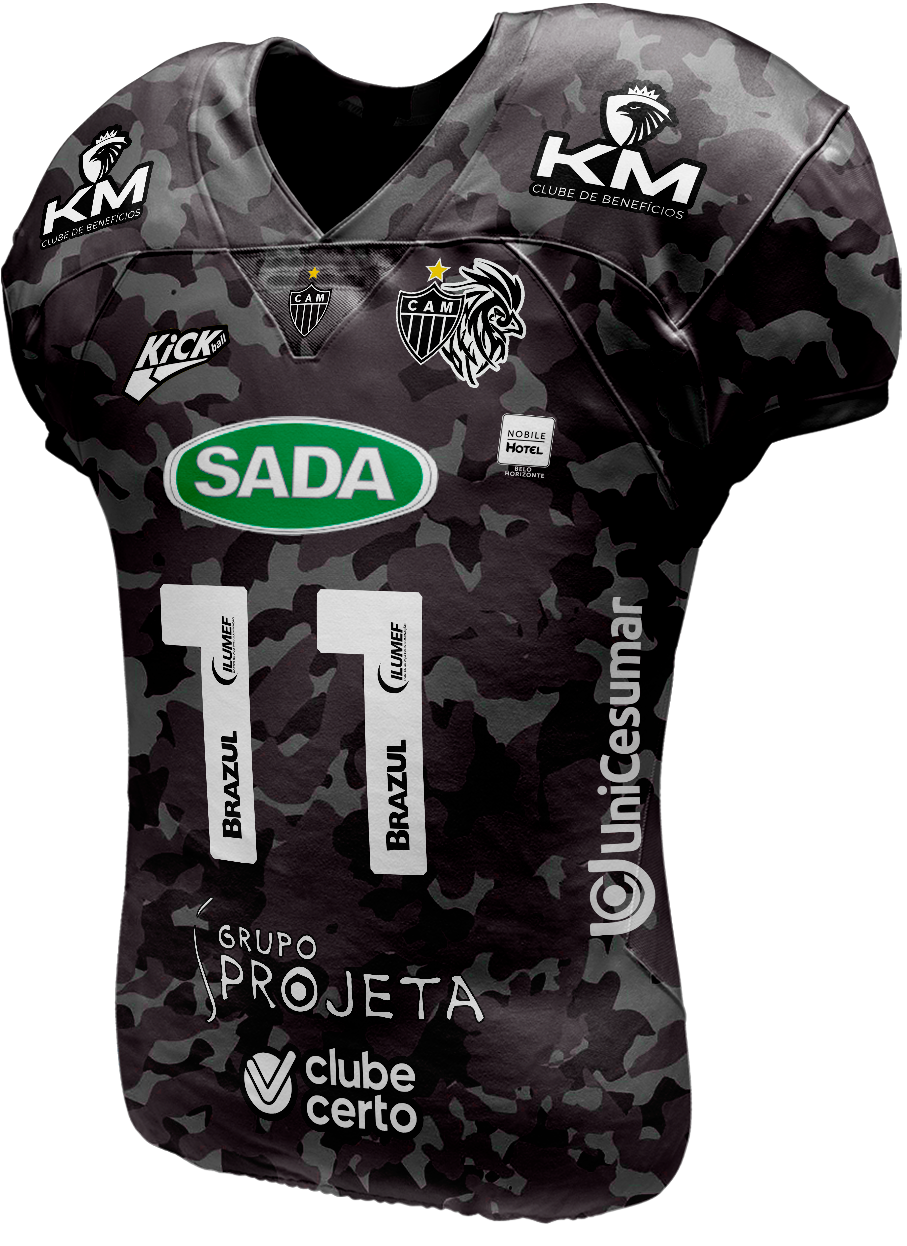 KM
CLUBE DE BENEFÍCIOS
KM
CLUBE DE BENEFÍCIOS
CAM
CAM
KiCK
ball
SADA
NOBILE
HOTEL
BELO
HORIZONTE
11
ILUMEF
BRAZUL
ILUMEF
BRAZUL
UniCesumar
GRUPO
PROJETA
clube
certo